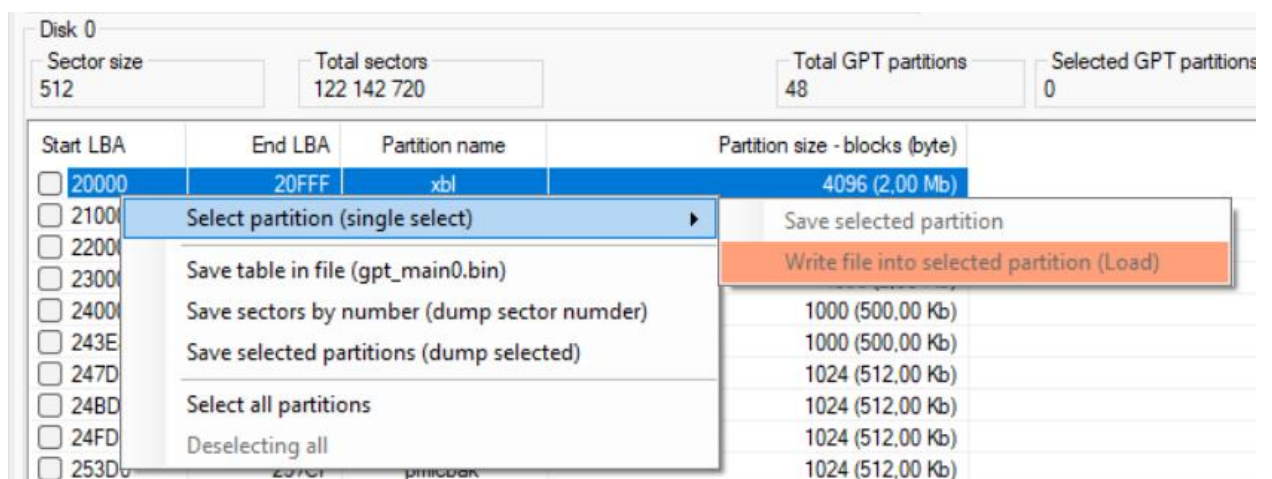 Disk 0
Sector size Total sectors Total GPT partitions Selected GPT partitions
512 122 142 720 48 0
Start LBA End LBA Partition name Partition size - blocks (byte)
20000 20FFF xbl 4096 (2,00 Mb)
Select partition (single select) Save selected partition
Write file into selected partition (Load)
Save table in file (gpt_main0.bin)
Save sectors by number (dump sector numder) 1000 (500,00 Kb)
243E 1000 (500,00 Kb)
Save selected partitions (dump selected)
247D 1024 (512,00 Kb)
24BD Select all partitions 1024 (512,00 Kb)
24FD Deselecting all 1024 (512,00 Kb)
1024 (512,00 Kb)